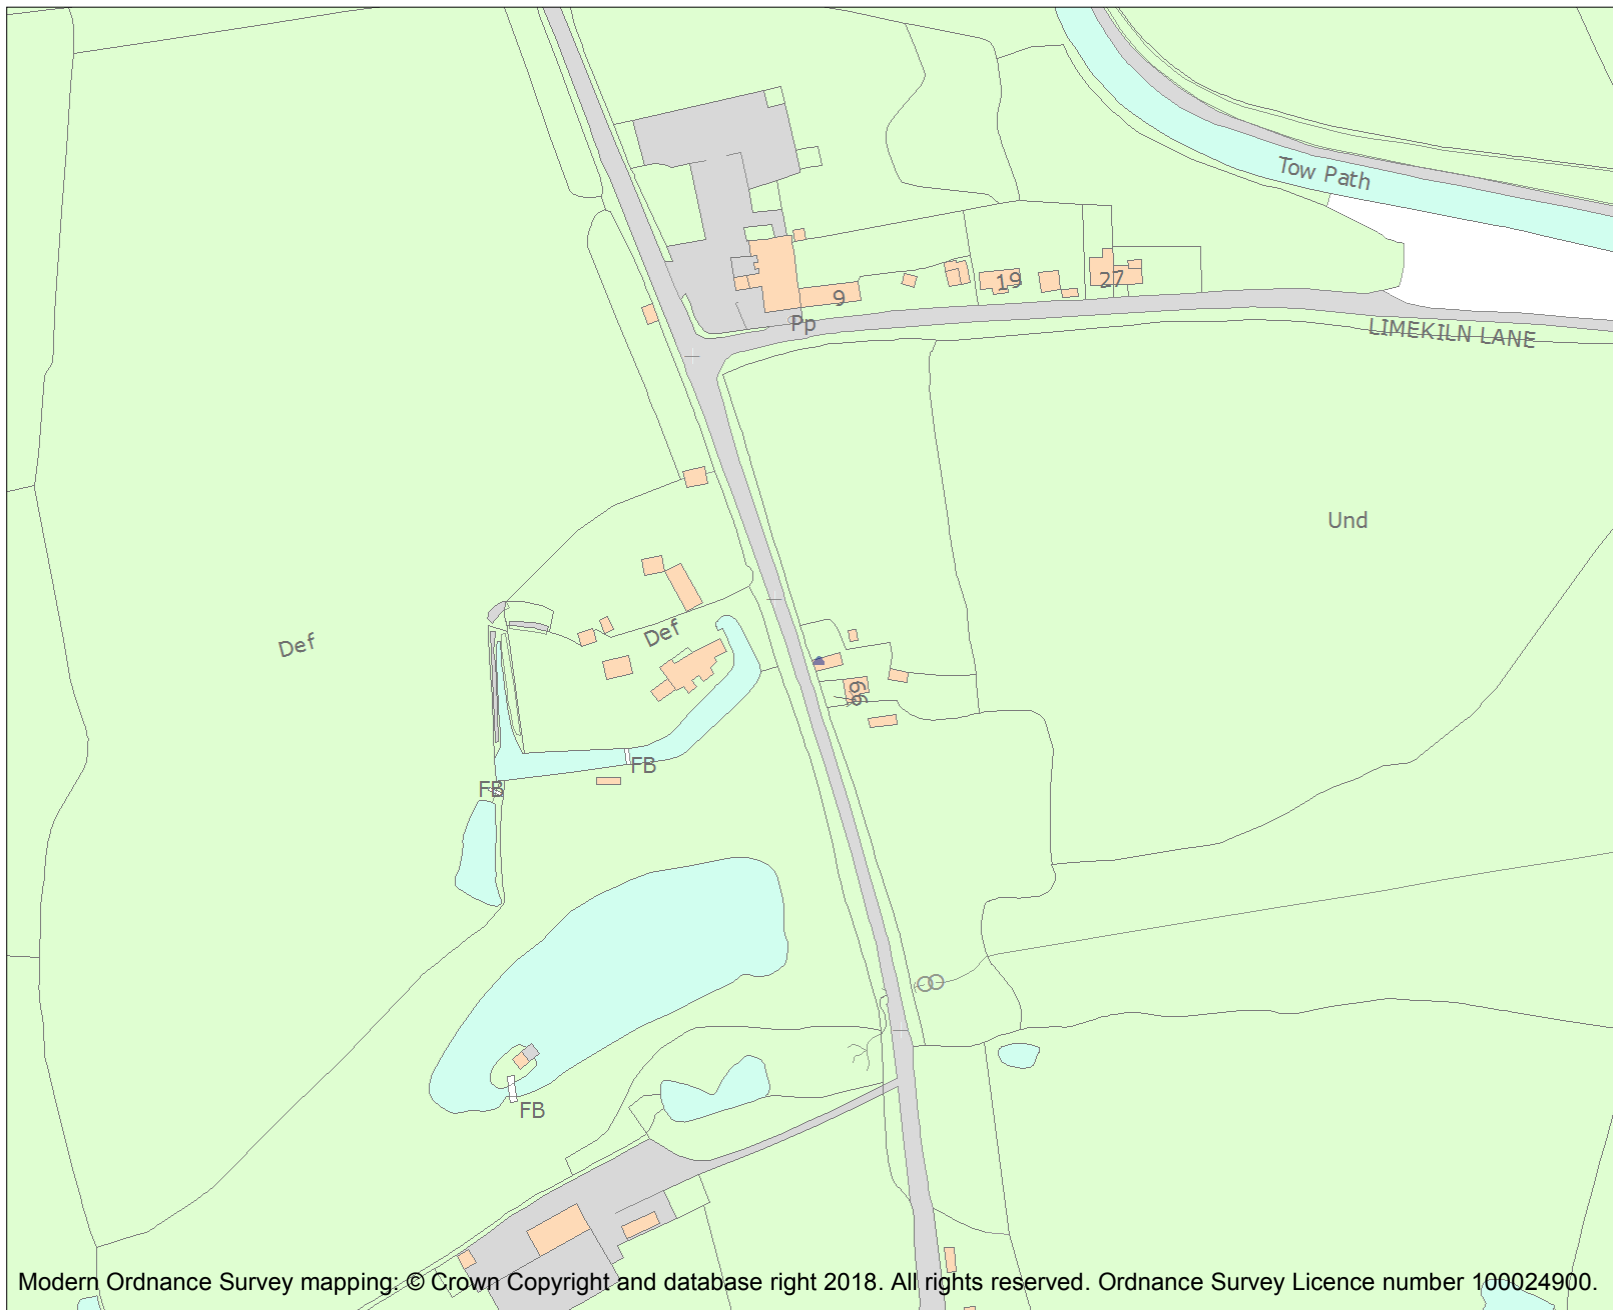 Tow Path
19
27
9
Pp
LIMEKILN LANE
Und
Def
Def
66
FB
FB
FB
Modern Ordnance Survey mapping: © Crown Copyright and database right 2018. All rights reserved. Ordnance Survey Licence number 100024900.